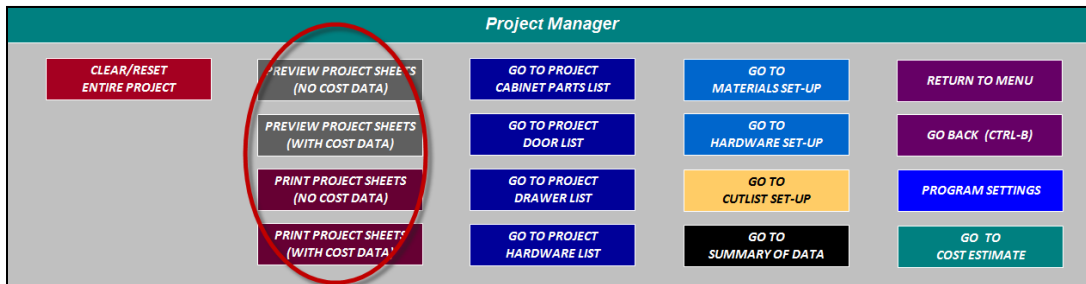 Project Manager
CLEAR/RESET
ENTIRE PROJECT
PREVIEW PROJECT SHEETS
(NO COST DATA)
GO TO PROJECT
CABINET PARTS LIST
GO TO
MATERIALS SET-UP
RETURN TO MENU
PREVIEW PROJECT SHEETS
(WITH COST DATA)
GO TO PROJECT
DOOR LIST
GO TO
HARDWARE SET-UP
GO BACK (CTRL-B)
PRINT PROJECT SHEETS
(NO COST DATA)
GO TO PROJECT
DRAWER LIST
GO TO
CUTLIST SET-UP
PROGRAM SETTINGS
PRINT PROJECT SHEETS
(WITH COST DATA)
GO TO PROJECT
HARDWARE LIST
GO TO
SUMMARY OF DATA
GO TO
COST ESTIMATE